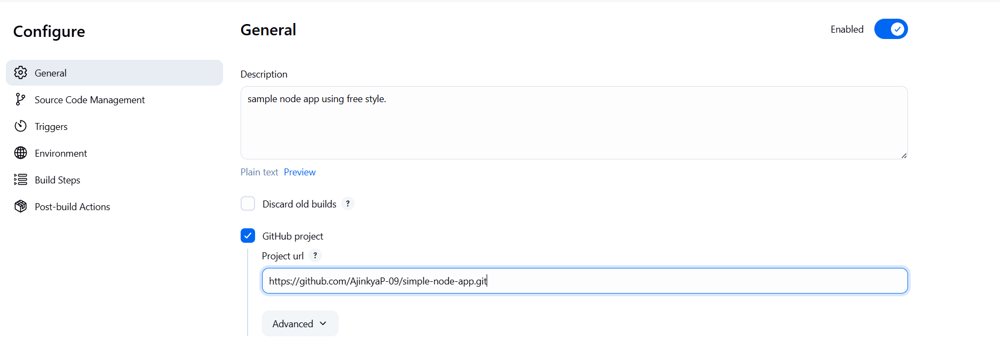 Configure
General
Source Code Management
Triggers
Environment
Build Steps
Post-build Actions
General
Enabled
Description
sample node app using free style.
Plain text Preview
Discard old builds ?
GitHub project
Project url ?
https://github.com/AjinkyaP-09/simple-node-app.git
Advanced